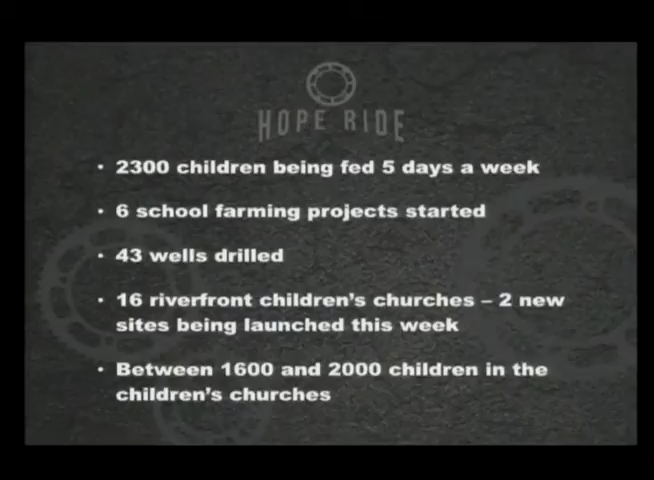 HOPE RIDE
• 2300 children being fed 5 days a week
• 6 school farming projects started
• 43 wells drilled
• 16 riverfront children's churches – 2 new
sites being launched this week
• Between 1600 and 2000 children in the
children's churches